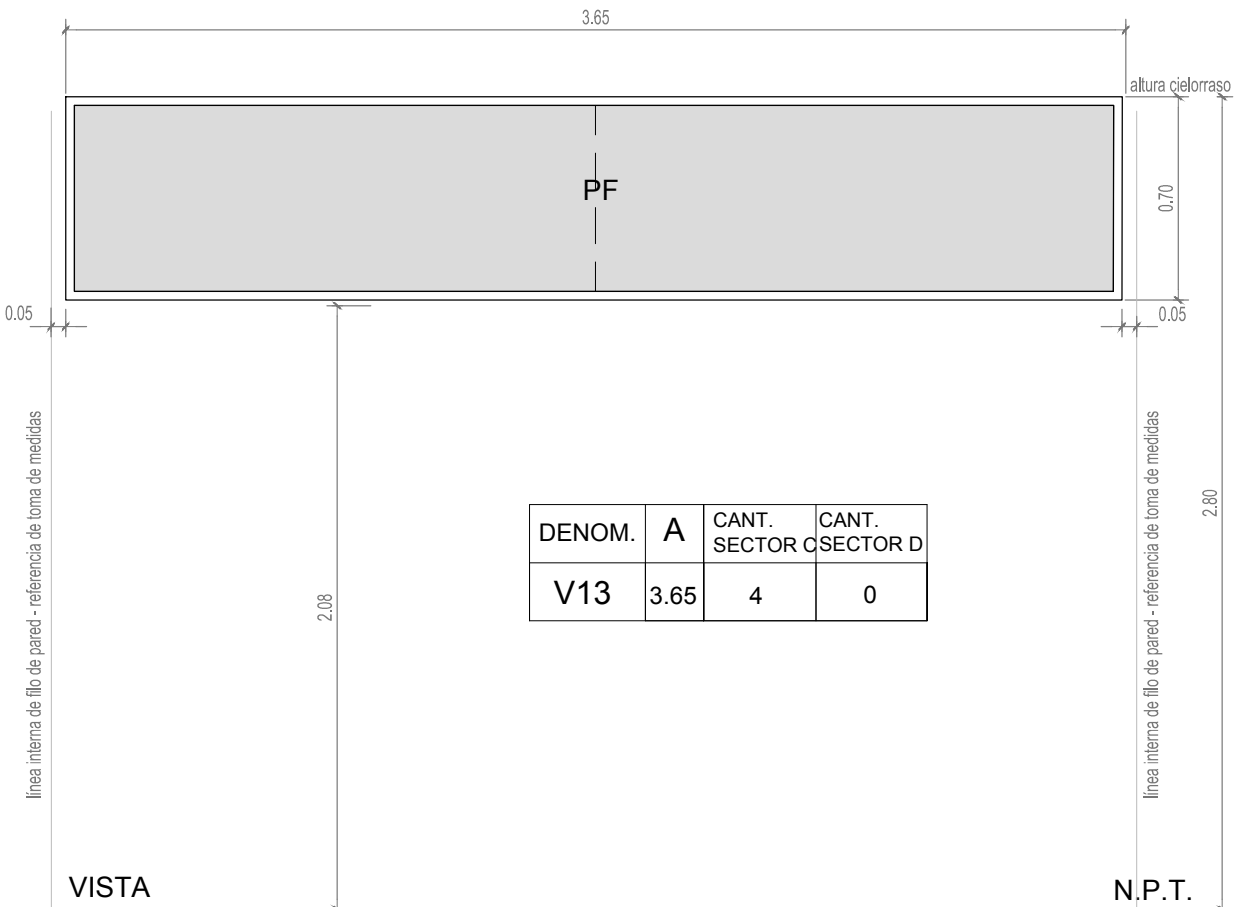 3.65
altura cielorraso
PF
0.70
0.05
0.05
línea interna de filo de pared - referencia de toma de medidas
línea interna de filo de pared - referencia de toma de medidas
2.80
2.08
DENOM. A CANT. SECTOR C CANT. SECTOR D
V13 3.65 4 0
VISTA
N.P.T.